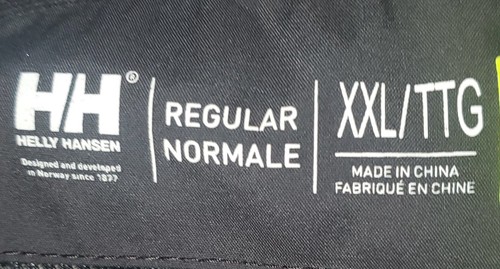 HH®
HELLY HANSEN
Designed and developed
in Norway since 1877
REGULAR
NORMALE
XXL/TTG
MADE IN CHINA
FABRIQUÉ EN CHINE